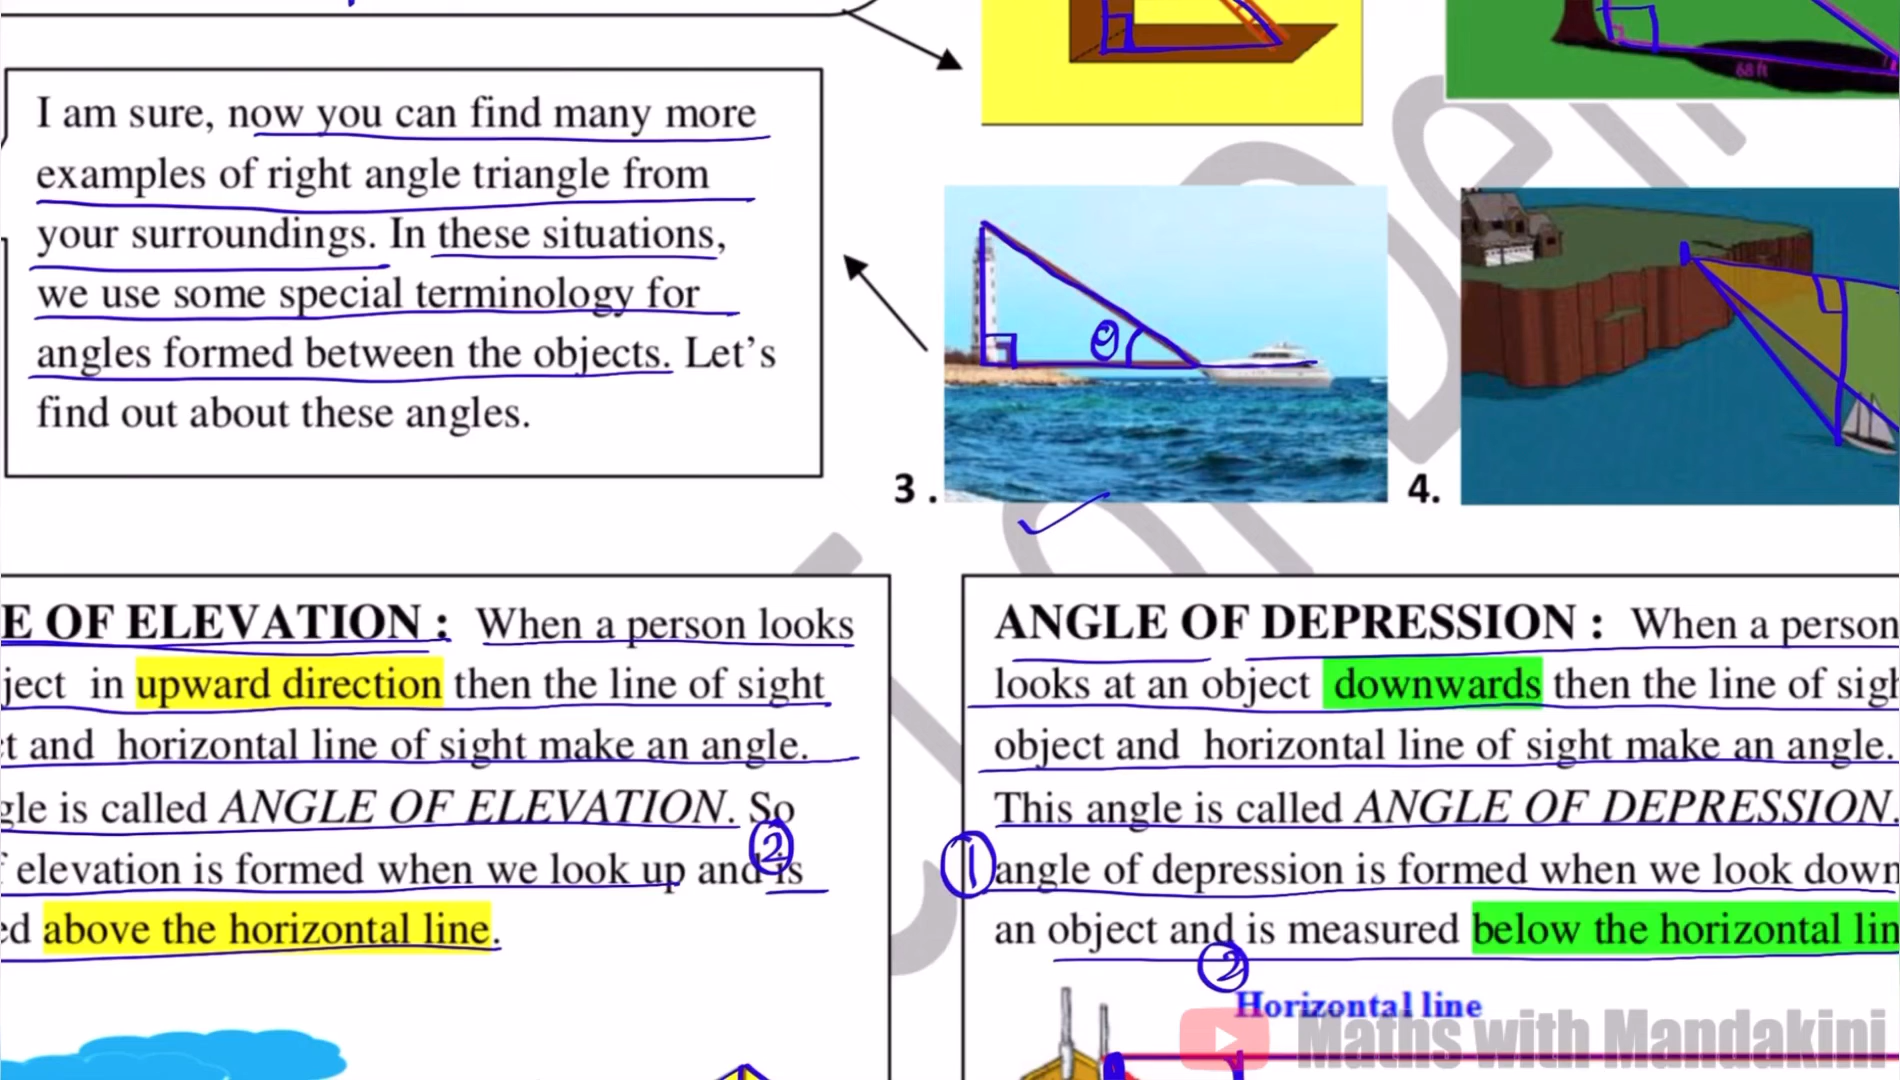 I am sure, now you can find many more
examples of right angle triangle from
your surroundings. In these situations,
we use some special terminology for
angles formed between the objects. Let's
find out about these angles.
68ft
θ
3 .
4.
E OF ELEVATION : When a person looks
ject in upward direction then the line of sight
t and horizontal line of sight make an angle.
gle is called ANGLE OF ELEVATION. So
elevation is formed when we look up and is
②
ed above the horizontal line.
ANGLE OF DEPRESSION : When a person
looks at an object downwards then the line of sigh
object and horizontal line of sight make an angle.
This angle is called ANGLE OF DEPRESSION.
① angle of depression is formed when we look down
an object and is measured below the horizontal lin
②
Horizontal line
Maths with Mandakini